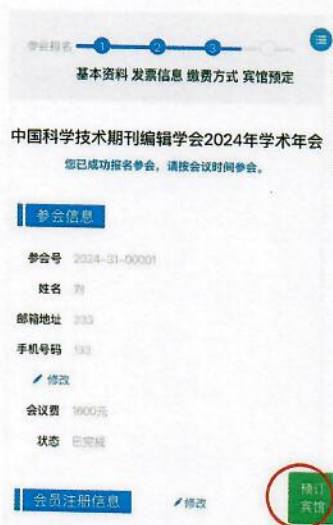 参会报名 1 2 3
基本资料 发票信息 缴费方式 宾馆预定
中国科学技术期刊编辑学会2024年学术年会
您已成功报名参会，请按会议时间参会。
参会信息
参会号 2024-31-00001
姓名 刘
邮箱地址 233
手机号码 133
修改
会议费 1600元
状态 已完成
会员注册信息 修改
预订
宾馆